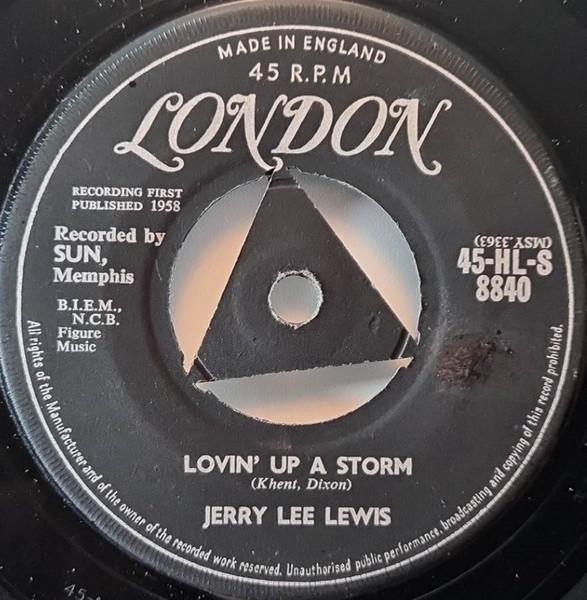 MADE IN ENGLAND
45 R.P.M
LONDON
RECORDING FIRST
PUBLISHED 1958
Recorded by
SUN,
Memphis
B.I.E.M.,
N.C.B.
Figure
Music
(MSY.3363)
45-HL-S
8840
LOVIN' UP A STORM
(Khent, Dixon)
JERRY LEE LEWIS
All rights of the Manufacturer and of the owner of the recorded work reserved. Unauthorised public performance, broadcasting and copying of this record prohibited.
45-